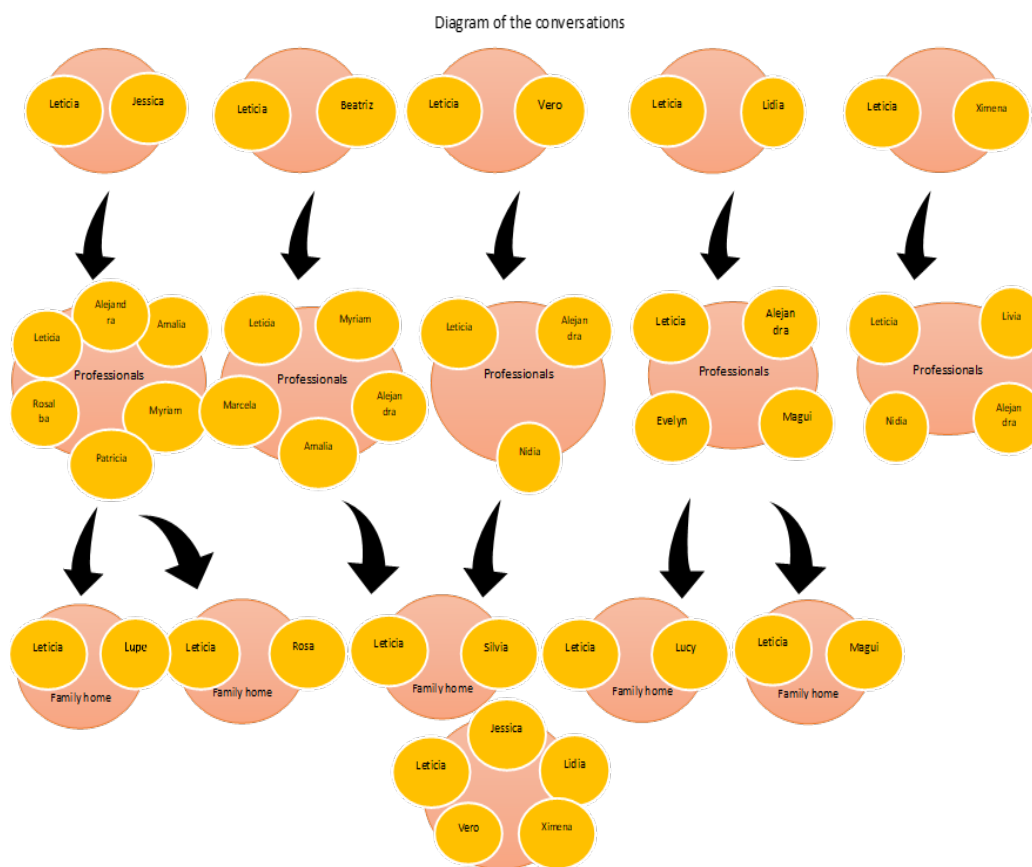 Diagram of the conversations
Leticia
Jessica
Leticia
Beatriz
Leticia
Vero
Leticia
Lidia
Leticia
Ximena
Alejand
ra
Amalia
Leticia
Professionals
Rosal
ba
Myriam
Patricia
Leticia
Myriam
Professionals
Marcela
Alejan
dra
Amalia
Leticia
Alejan
dra
Professionals
Nidia
Leticia
Alejan
dra
Professionals
Evelyn
Magui
Leticia
Livia
Professionals
Nidia
Alejan
dra
Leticia
Lupe
Family home
Leticia
Rosa
Family home
Leticia
Silvia
Family home
Leticia
Lucy
Family home
Leticia
Magui
Family home
Jessica
Leticia
Lidia
Vero
Ximena